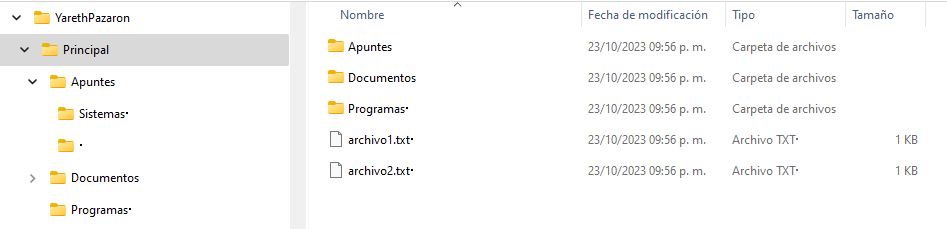 YarethPazaron
Principal
Apuntes
Sistemas·
·
Documentos
Programas·
Nombre Fecha de modificación Tipo Tamaño
Apuntes 23/10/2023 09:56 p. m. Carpeta de archivos
Documentos 23/10/2023 09:56 p. m. Carpeta de archivos
Programas· 23/10/2023 09:56 p. m. Carpeta de archivos
archivo1.txt· 23/10/2023 09:56 p. m. Archivo TXT· 1 KB
archivo2.txt· 23/10/2023 09:56 p. m. Archivo TXT· 1 KB